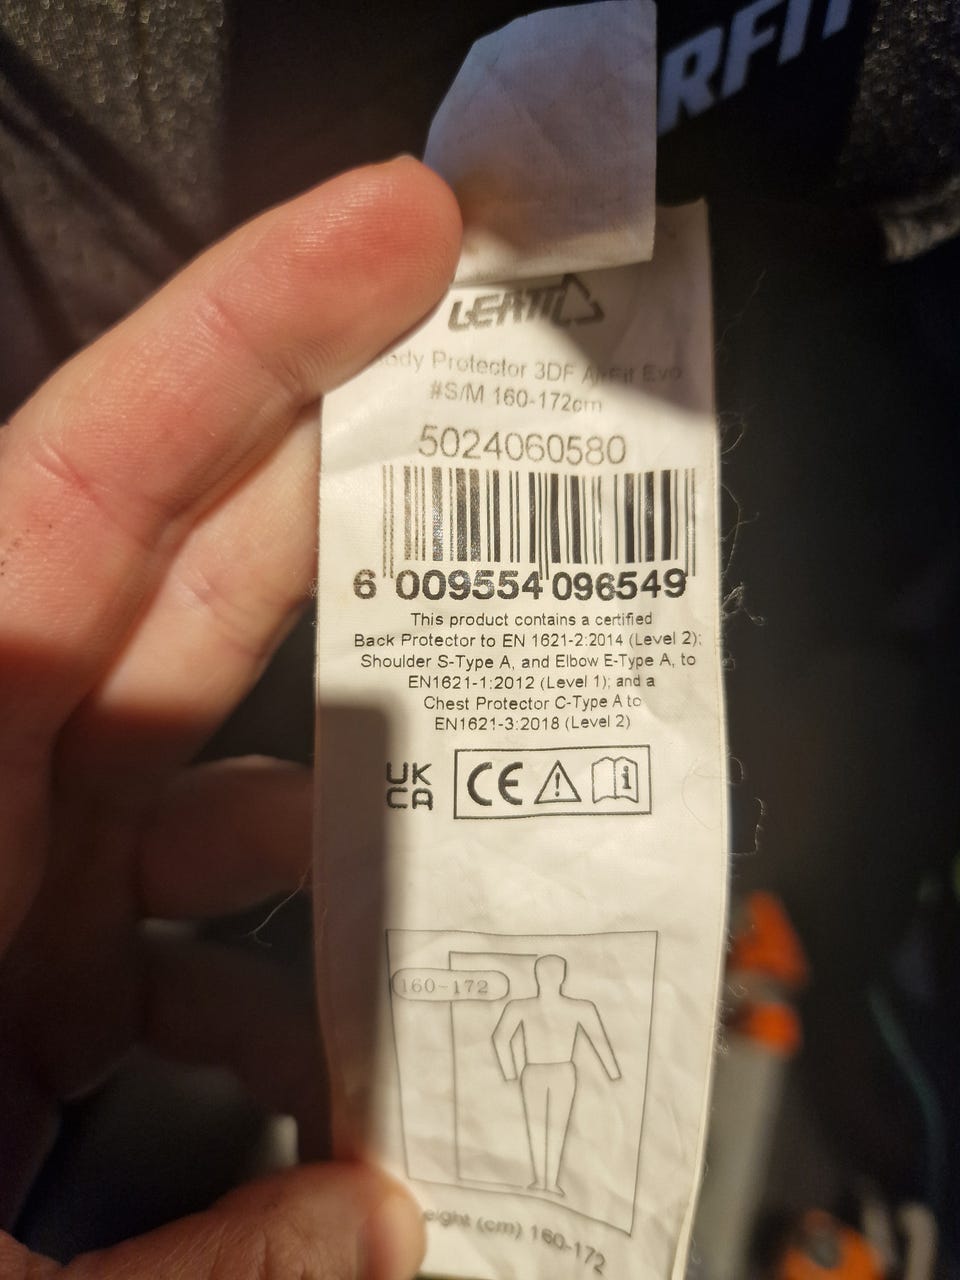 RFIT
LEATT
Body Protector 3DF AirFit Evo
#S/M 160-172cm
5024060580
6 009554 096549
This product contains a certified
Back Protector to EN 1621-2:2014 (Level 2);
Shoulder S-Type A, and Elbow E-Type A, to
EN1621-1:2012 (Level 1); and a
Chest Protector C-Type A to
EN1621-3:2018 (Level 2)
UK
CA
CE
160-172
eight (cm) 160-172